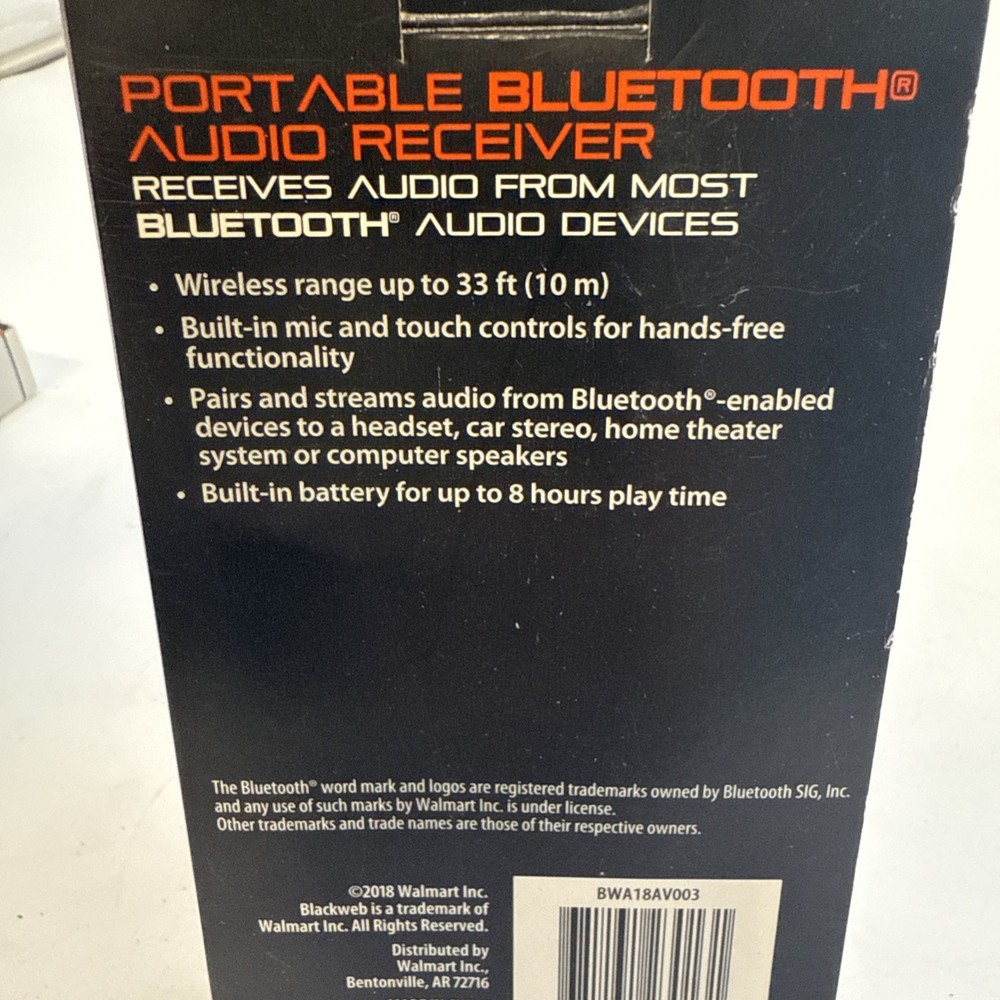 PORTABLE BLUETOOTH®
AUDIO RECEIVER
RECEIVES AUDIO FROM MOST
BLUETOOTH® AUDIO DEVICES
• Wireless range up to 33 ft (10 m)
• Built-in mic and touch controls for hands-free
functionality
• Pairs and streams audio from Bluetooth®-enabled
devices to a headset, car stereo, home theater
system or computer speakers
• Built-in battery for up to 8 hours play time
The Bluetooth® word mark and logos are registered trademarks owned by Bluetooth SIG, Inc.
and any use of such marks by Walmart Inc. is under license.
Other trademarks and trade names are those of their respective owners.
©2018 Walmart Inc.
Blackweb is a trademark of
Walmart Inc. All Rights Reserved.
Distributed by
Walmart Inc.,
Bentonville, AR 72716
BWA18AV003